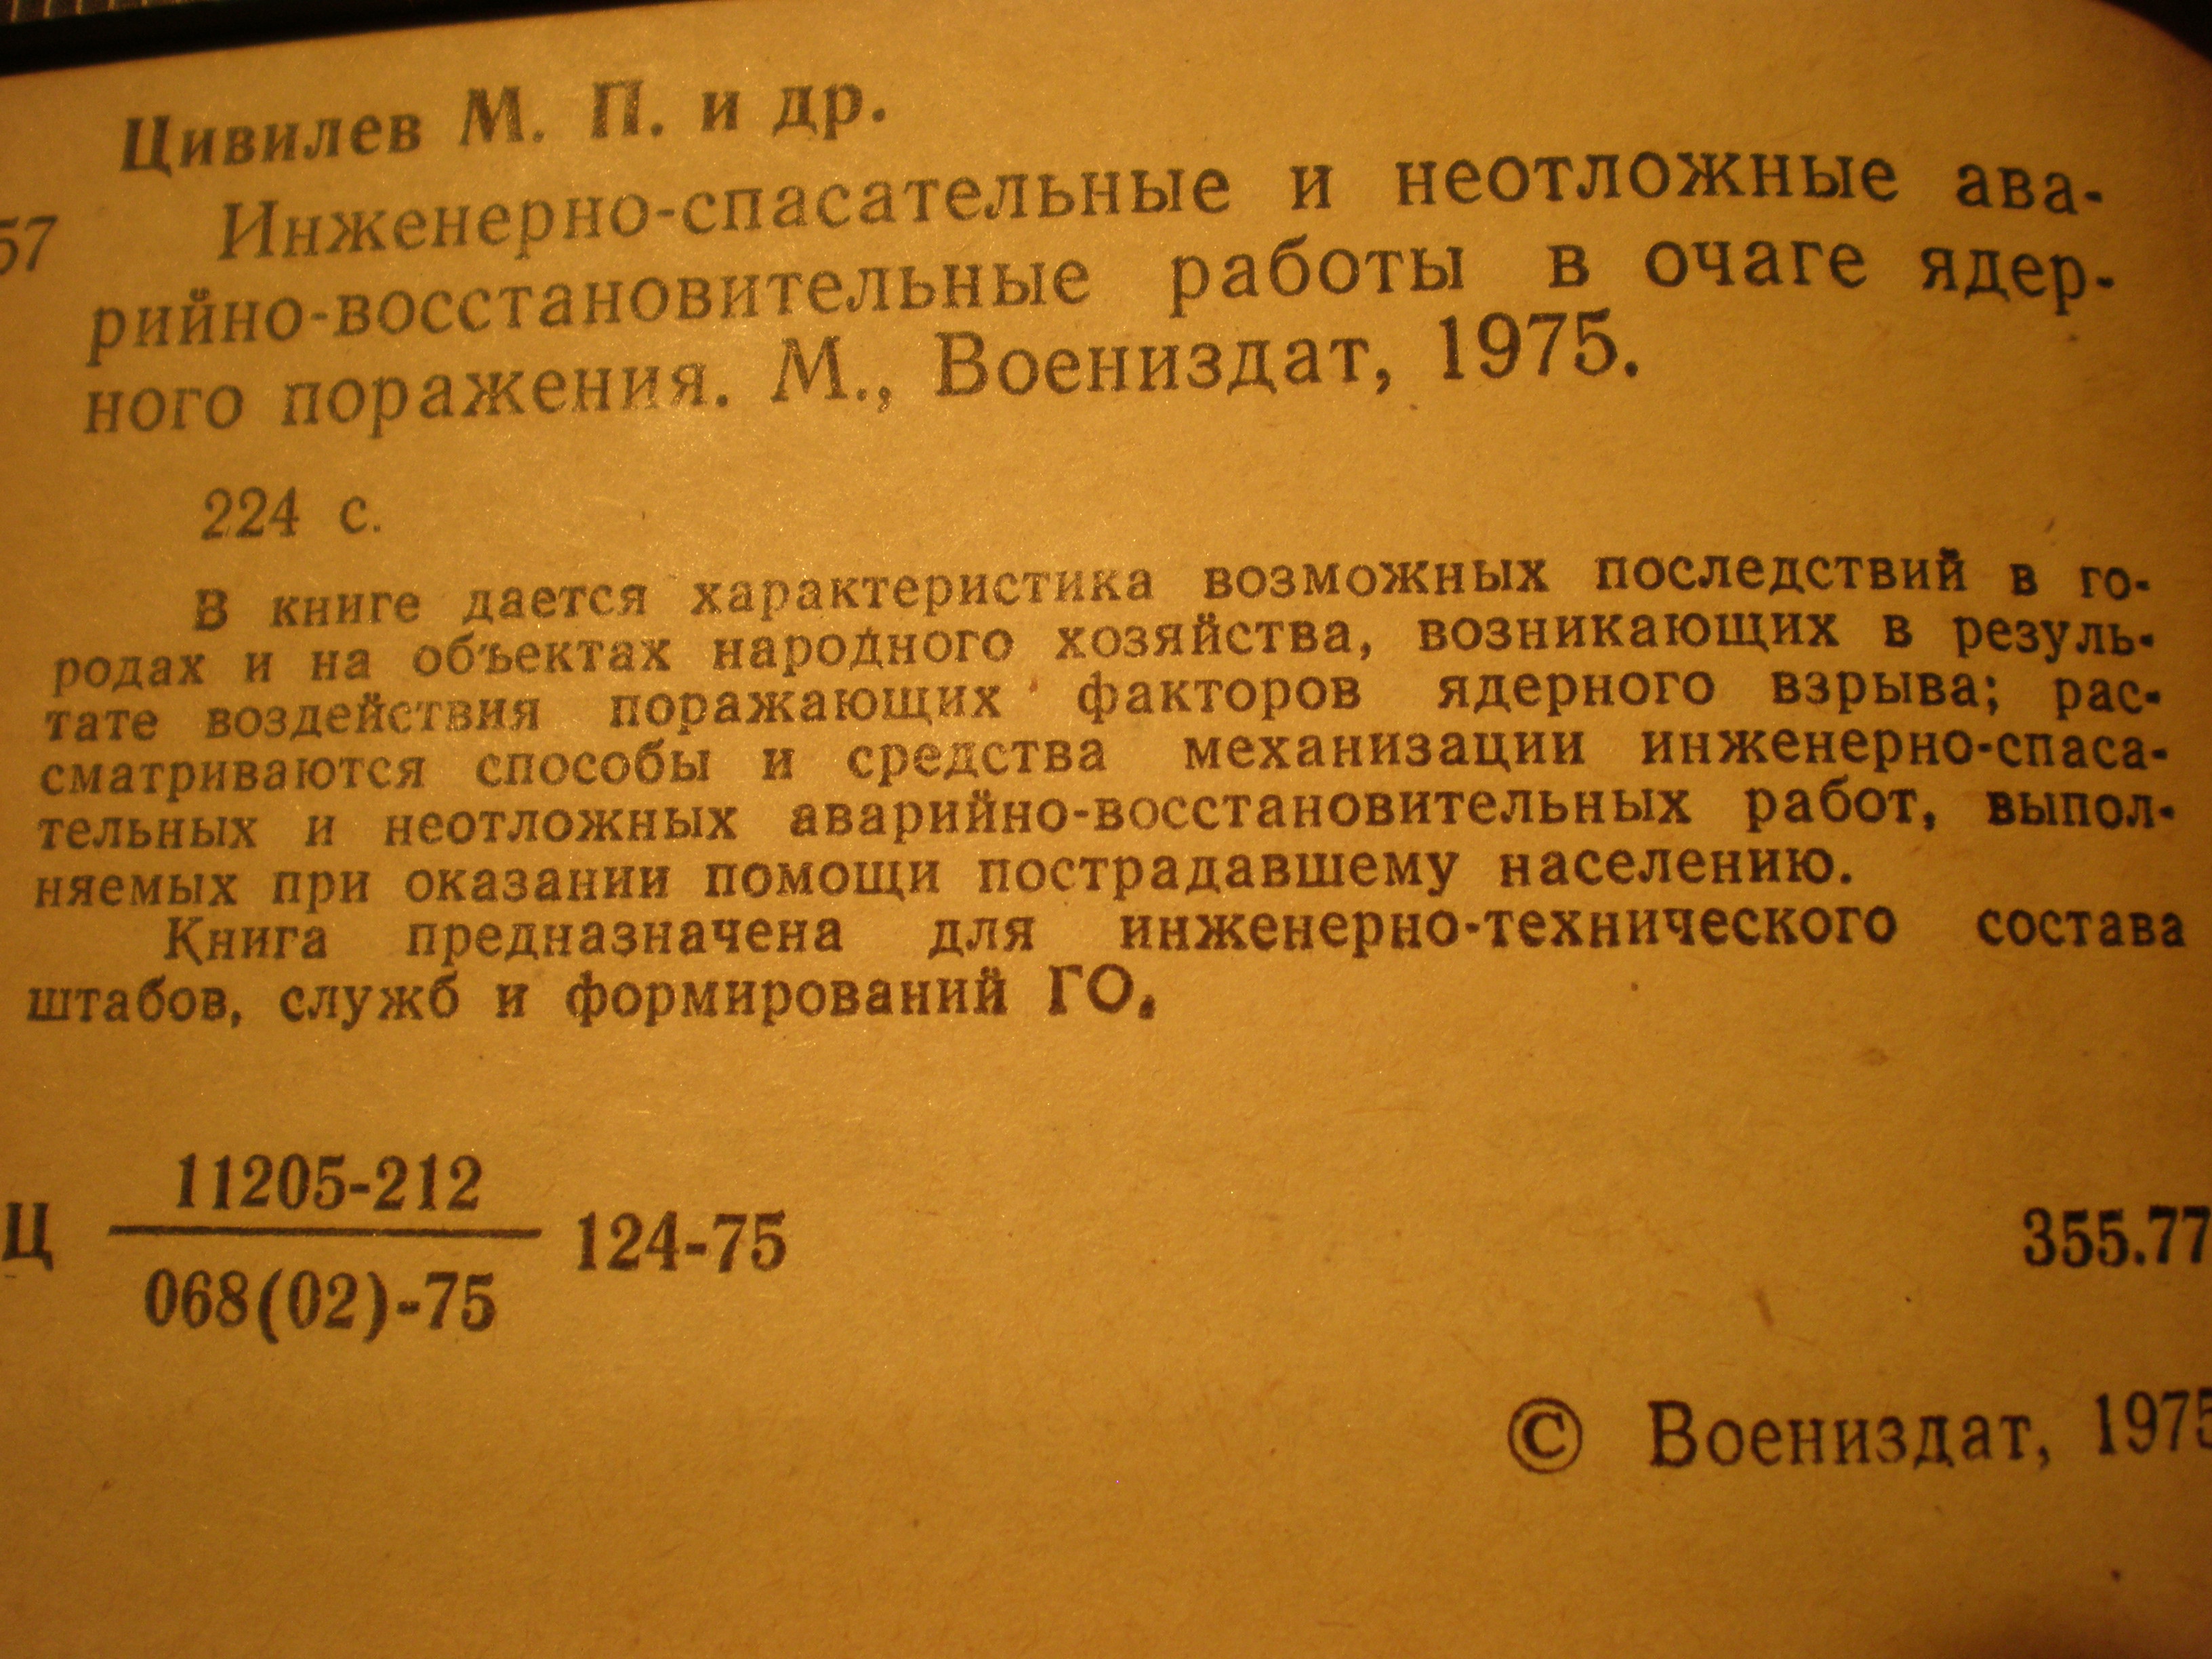 Цивилев М. П. и др.
57 Инженерно-спасательные и неотложные ава-
рийно-восстановительные работы в очаге ядер-
ного поражения. М., Воениздат, 1975.
224 с.
В книге дается характеристика возможных последствий в го-
родах и на объектах народного хозяйства, возникающих в резуль-
тате воздействия поражающих факторов ядерного взрыва; рас-
сматриваются способы и средства механизации инженерно-спаса-
тельных и неотложных аварийно-восстановительных работ, выпол-
няемых при оказании помощи пострадавшему населению.
Книга предназначена для инженерно-технического состава
штабов, служб и формирований ГО.
11205-212
Ц 124-75 355.77
068(02)-75
© Воениздат, 1975